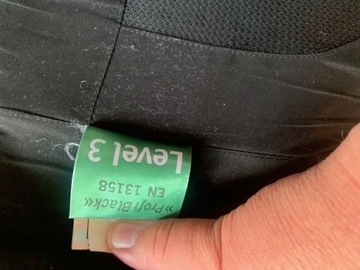 »Profi Black«
EN 13158
Level 3